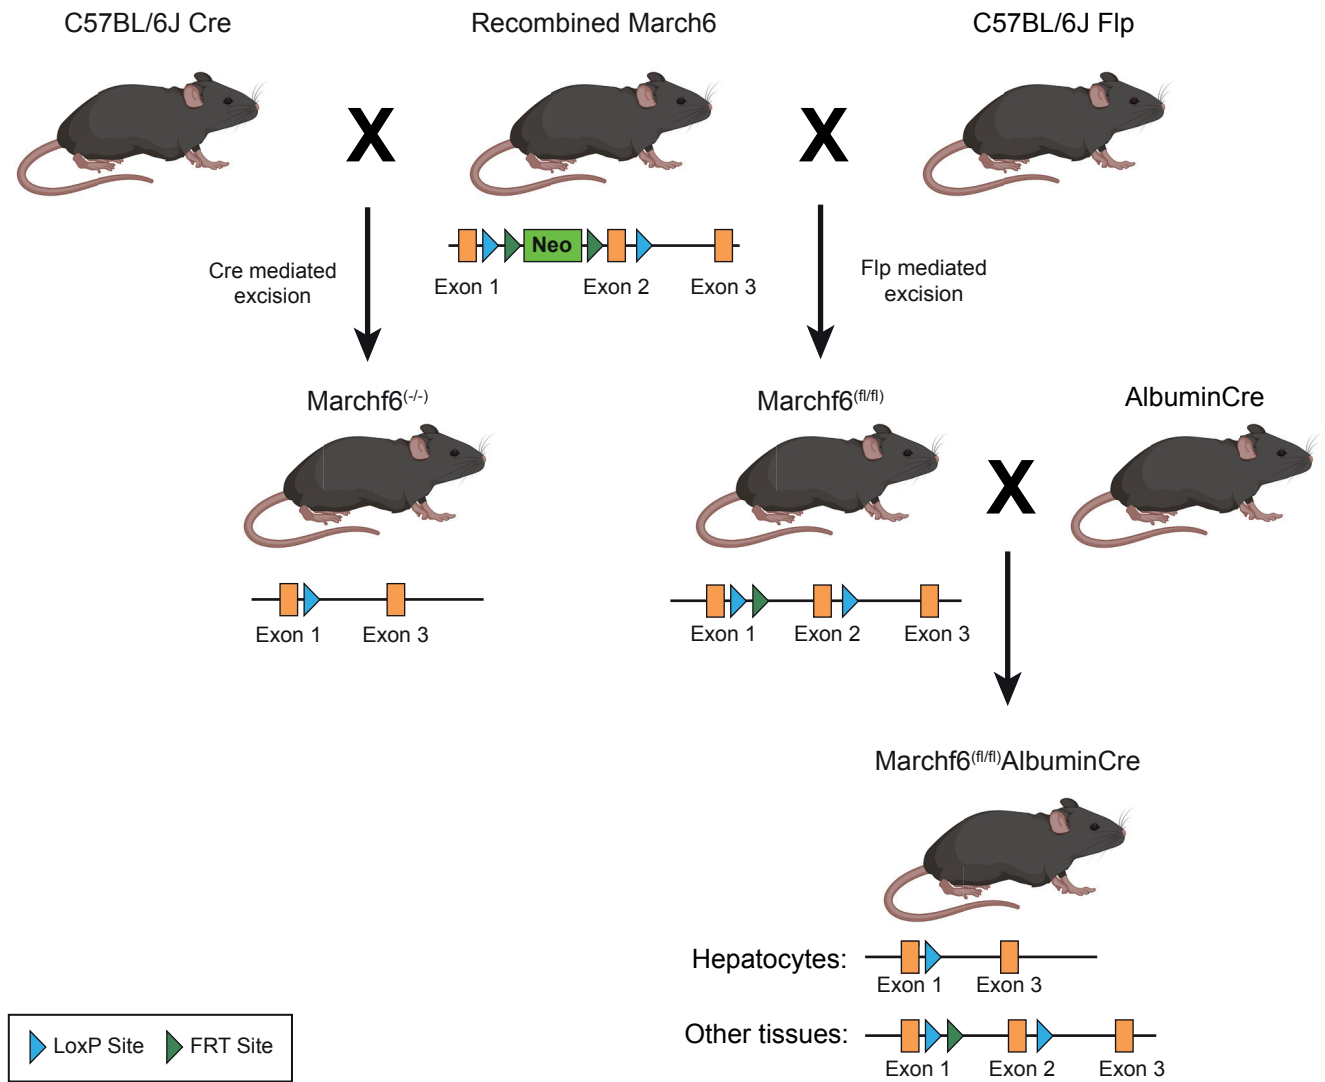 C57BL/6J Cre
Recombined March6
C57BL/6J Flp
X
X
Neo
Exon 1
Exon 2
Exon 3
Cre mediated
excision
Flp mediated
excision
Marchf6(-/-)
Marchf6(fl/fl)
AlbuminCre
X
Exon 1
Exon 3
Exon 1
Exon 2
Exon 3
Marchf6(fl/fl)AlbuminCre
Hepatocytes:
Exon 1
Exon 3
Other tissues:
Exon 1
Exon 2
Exon 3
LoxP Site
FRT Site